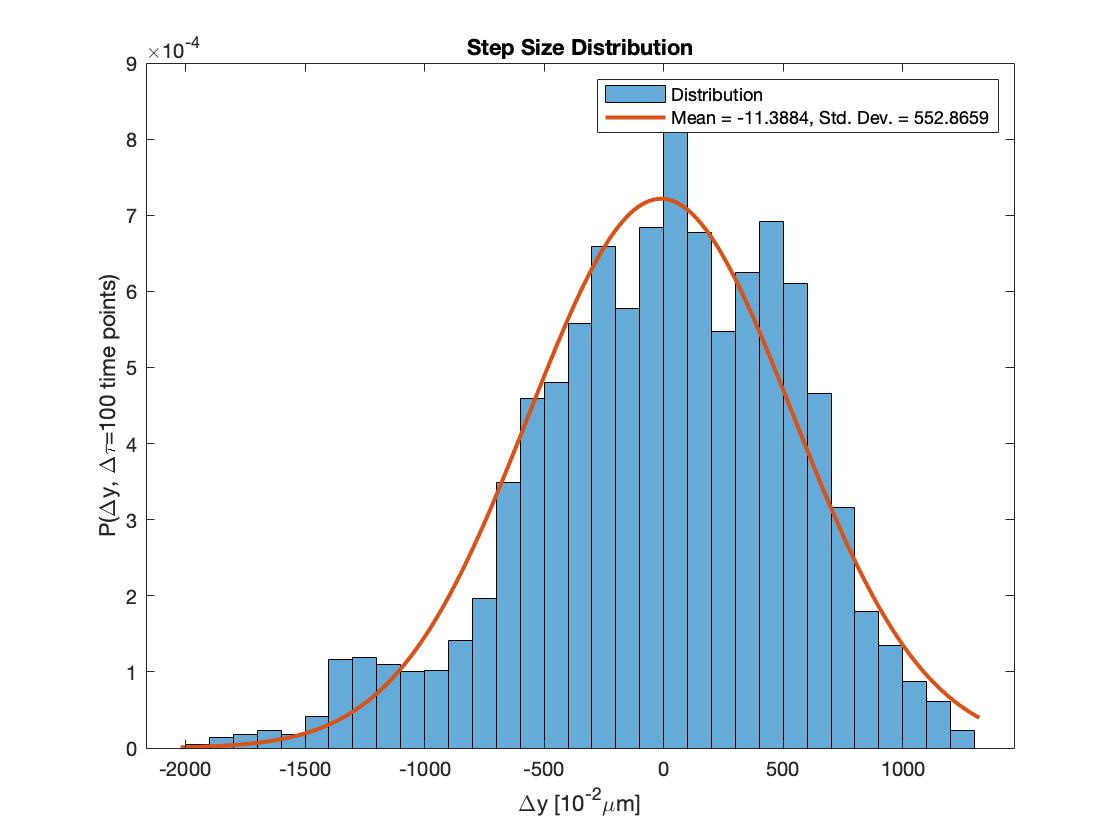 Step Size Distribution
×10⁻⁴
Distribution
Mean = -11.3884, Std. Dev. = 552.8659
9
8
7
6
5
4
3
2
1
0
P(Δy, Δτ=100 time points)
-2000 -1500 -1000 -500 0 500 1000
Δy [10⁻²μm]